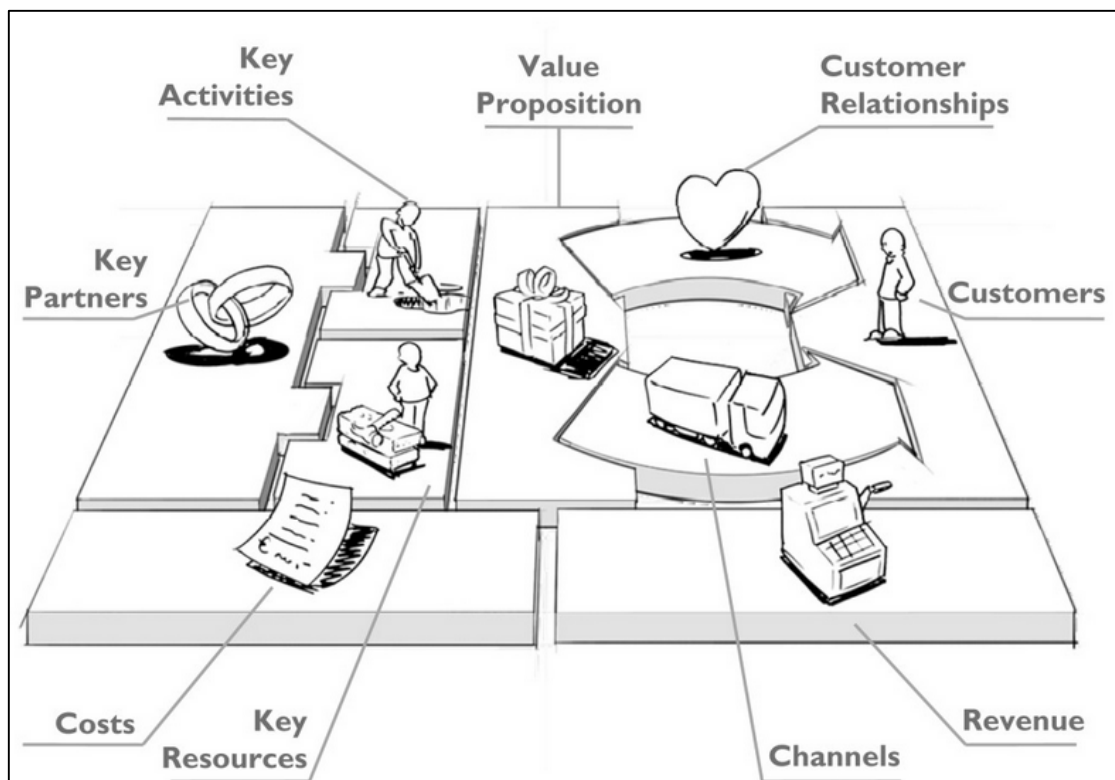 Key
Activities
Value
Proposition
Customer
Relationships
Key
Partners
Customers
Costs
Key
Resources
Channels
Revenue